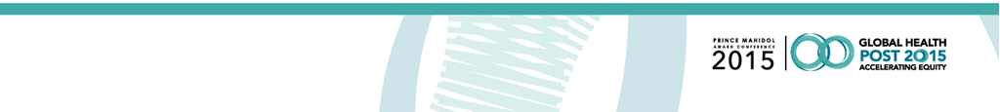 PRINCE MAHIDOL
AWARD CONFERENCE
2015
GLOBAL HEALTH
POST 2015
ACCELERATING EQUITY